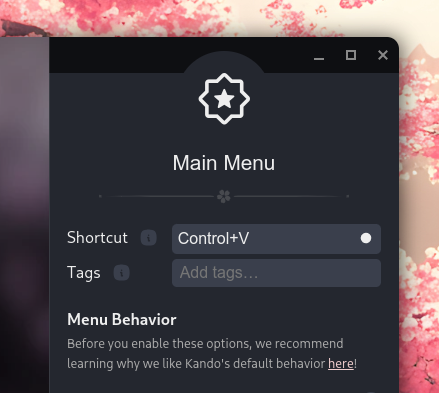 Main Menu
Shortcut i Control+V
Tags i Add tags...
Menu Behavior
Before you enable these options, we recommend
learning why we like Kando's default behavior here!